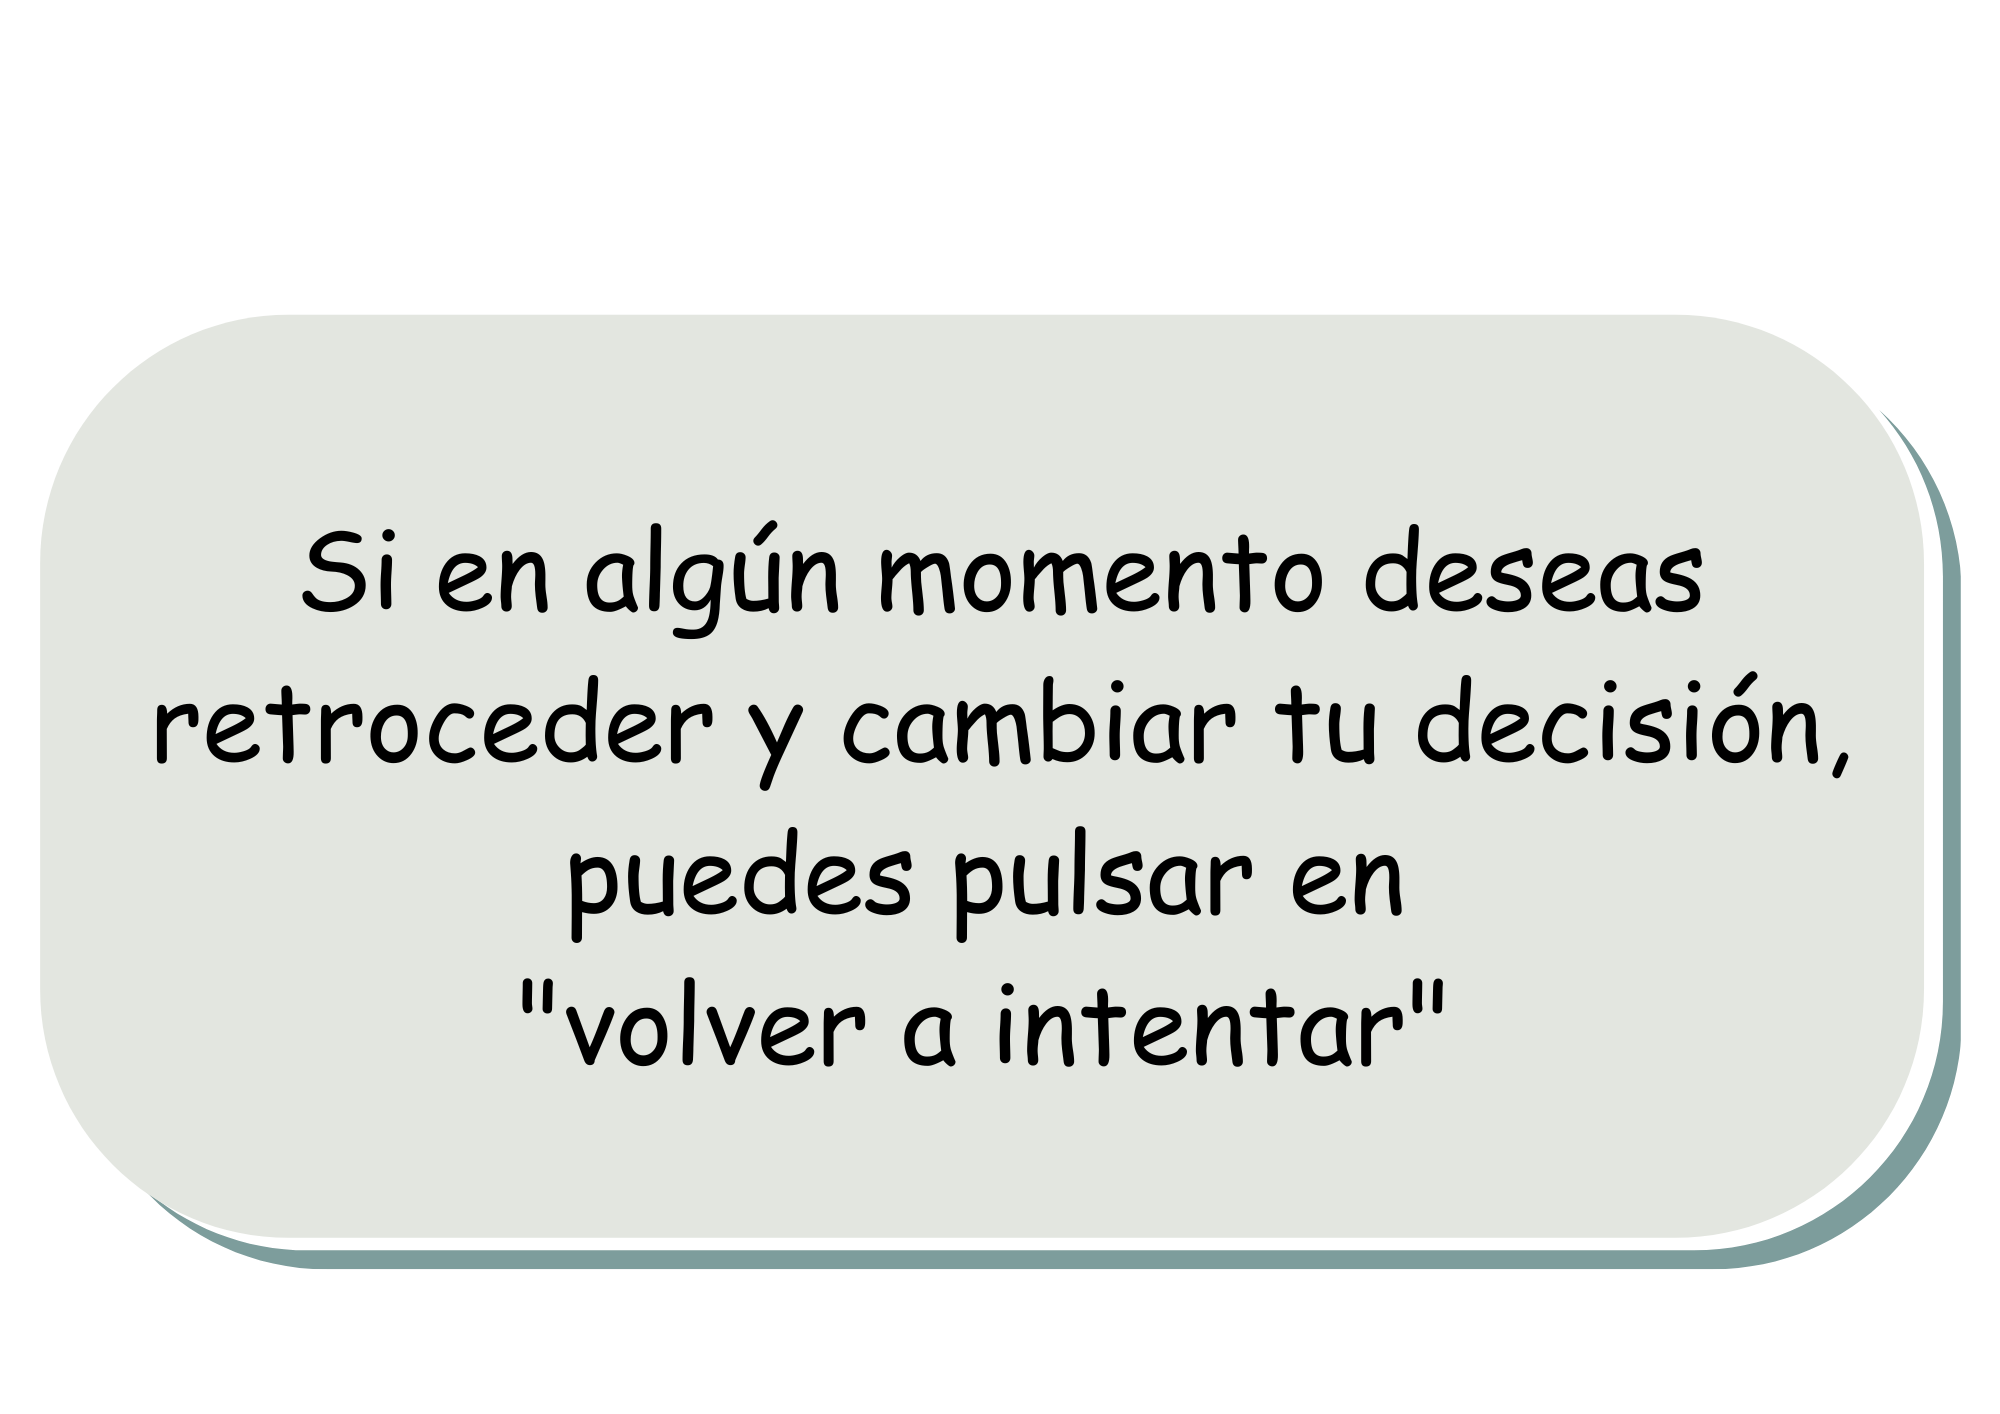 Si en algún momento deseas
retroceder y cambiar tu decisión,
puedes pulsar en
"volver a intentar"